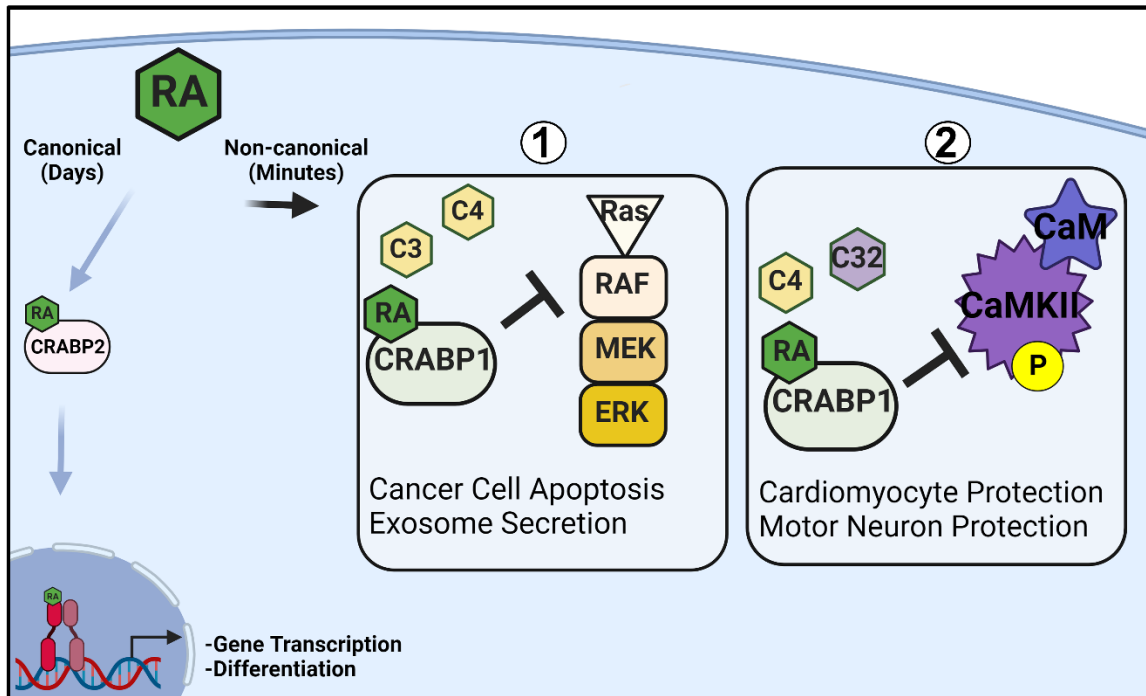 RA
Canonical
(Days)
Non-canonical
(Minutes)
RA
CRABP2
RA
-Gene Transcription
-Differentiation
1
C4
C3
RA
CRABP1
Ras
RAF
MEK
ERK
Cancer Cell Apoptosis
Exosome Secretion
2
C4
C32
RA
CRABP1
CaM
CaMKII
P
Cardiomyocyte Protection
Motor Neuron Protection